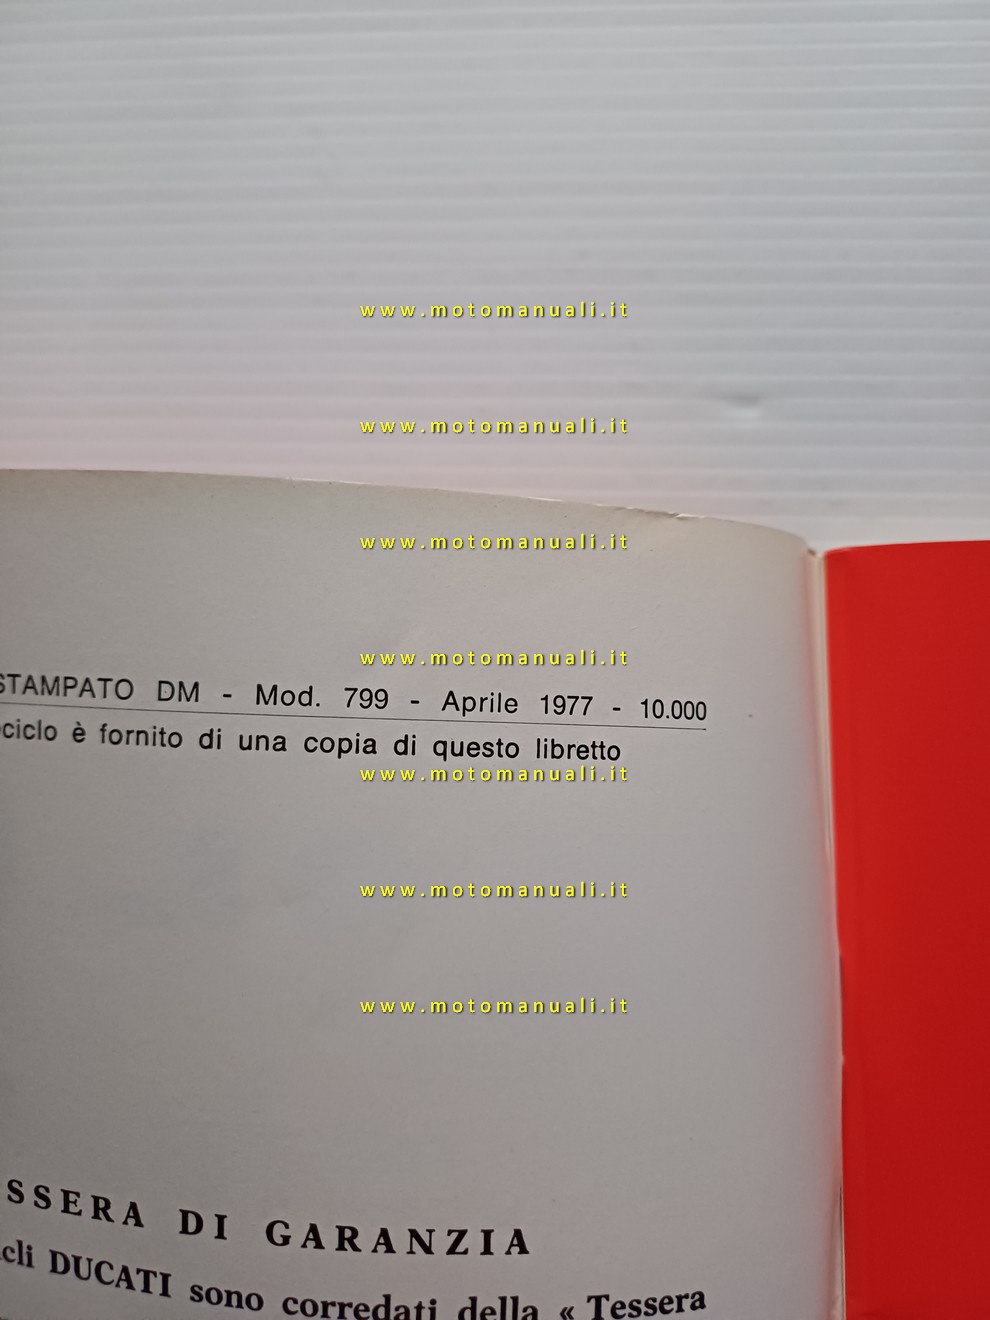 www.motomanuali.it
www.motomanuali.it
www.motomanuali.it
www.motomanuali.it
STAMPATO DM - Mod. 799 - Aprile 1977 - 10.000
ciclo è fornito di una copia di questo libretto
www.motomanuali.it
www.motomanuali.it
www.motomanuali.it
SSERA DI GARANZIA
cli DUCATI sono corredati della « Tessera